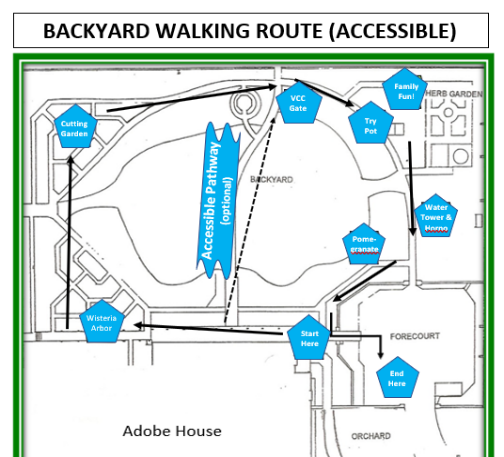 BACKYARD WALKING ROUTE (ACCESSIBLE)
Family
Fun!
HERB GARDEN
VCC
Gate
Try
Pot
Cutting
Garden
Accessible Pathway
(optional)
BACKYARD
Water
Tower &
Horno
Pome-
granate
Wisteria
Arbor
Start
Here
FORECOURT
End
Here
Adobe House
ORCHARD